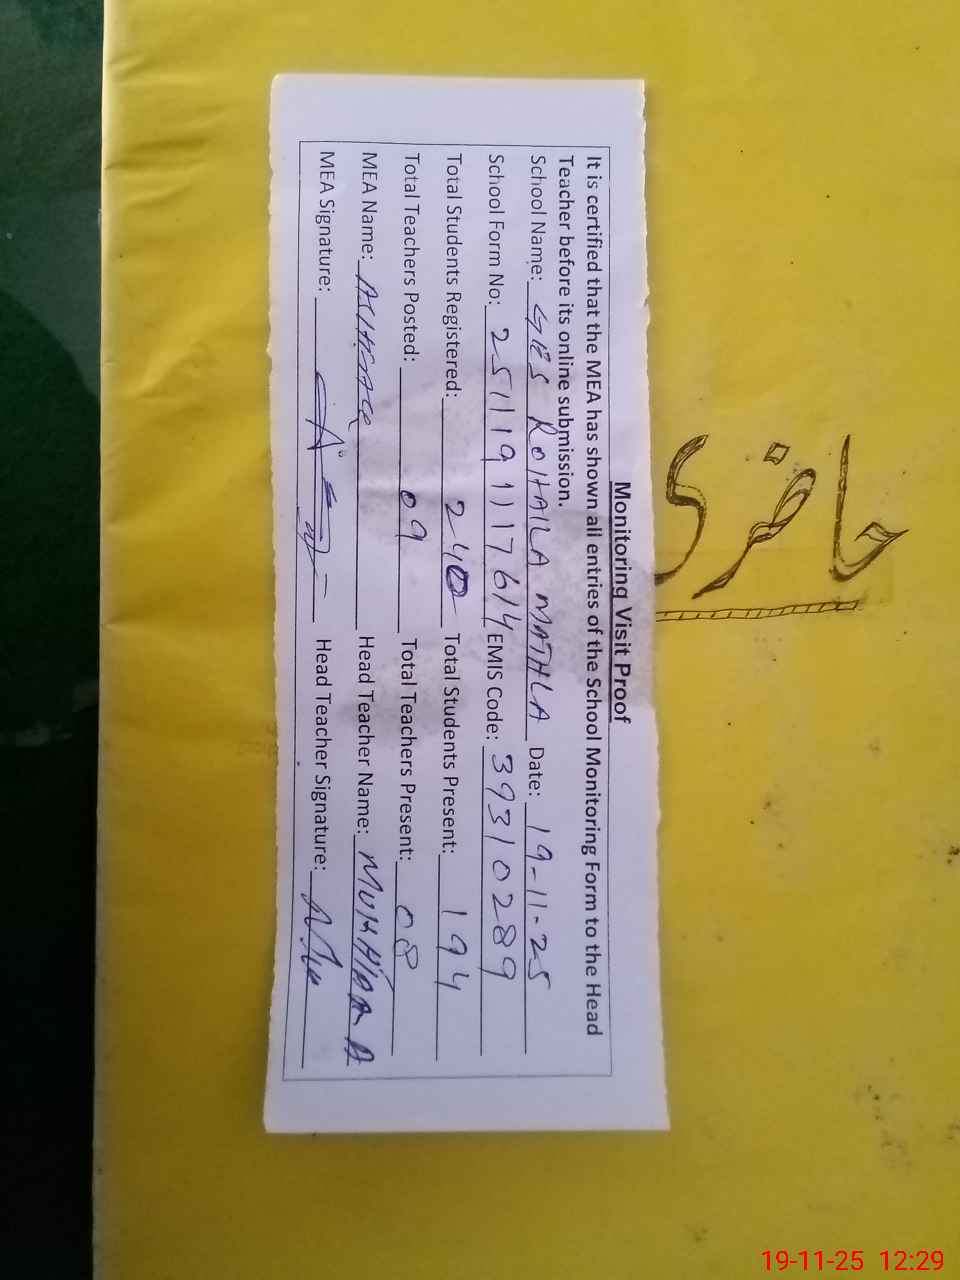 حاضری
Monitoring Visit Proof
It is certified that the MEA has shown all entries of the School Monitoring Form to the Head
Teacher before its online submission.
School Name: GES ROHAILA MATHLA Date: 19-11-25
School Form No: 2511191117614 EMIS Code: 39310289
Total Students Registered: 240 Total Students Present: 194
Total Teachers Posted: 09 Total Teachers Present: 08
MEA Name: Head Teacher Name:
MEA Signature: Head Teacher Signature:
19-11-25 12:29